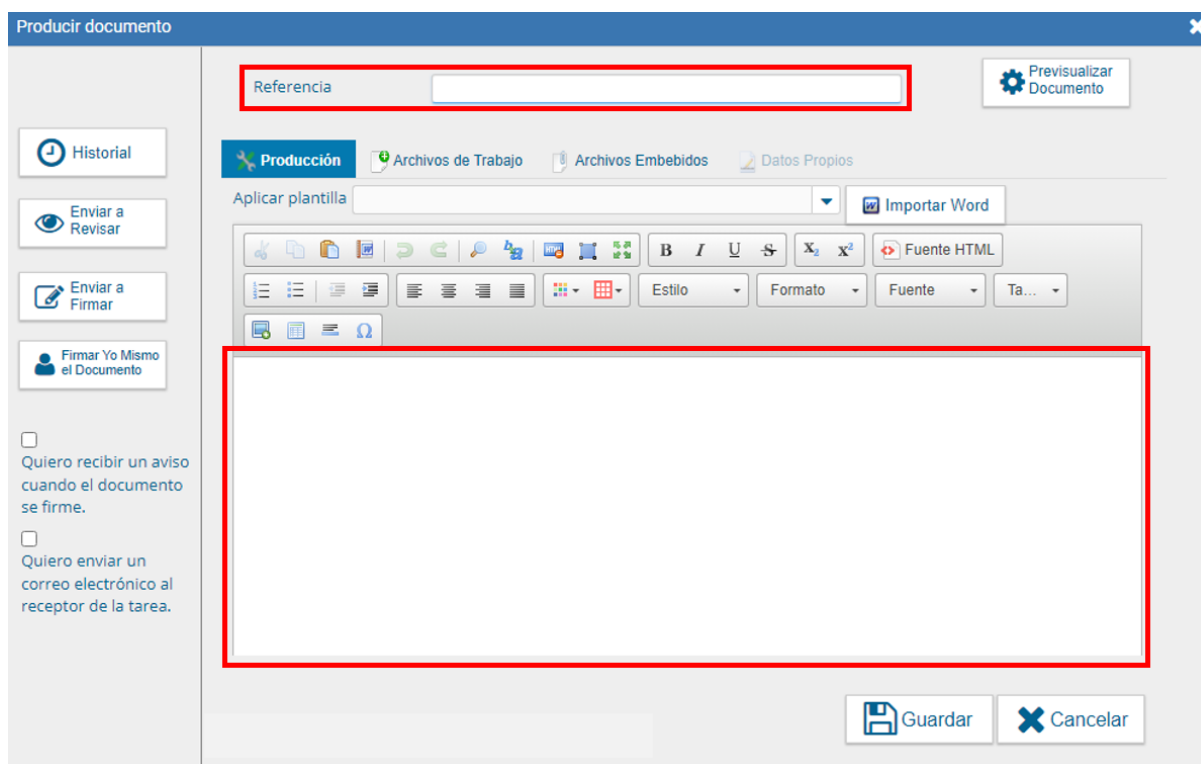 Producir documento
Referencia
Previsualizar
Documento
Historial
Enviar a
Revisar
Enviar a
Firmar
Firmar Yo Mismo
el Documento
Quiero recibir un aviso
cuando el documento
se firme.
Quiero enviar un
correo electrónico al
receptor de la tarea.
Producción
Archivos de Trabajo
Archivos Embebidos
Datos Propios
Aplicar plantilla
Importar Word
B I U S X₂ X² Fuente HTML
Estilo Formato Fuente Ta...
Ω
Guardar
Cancelar